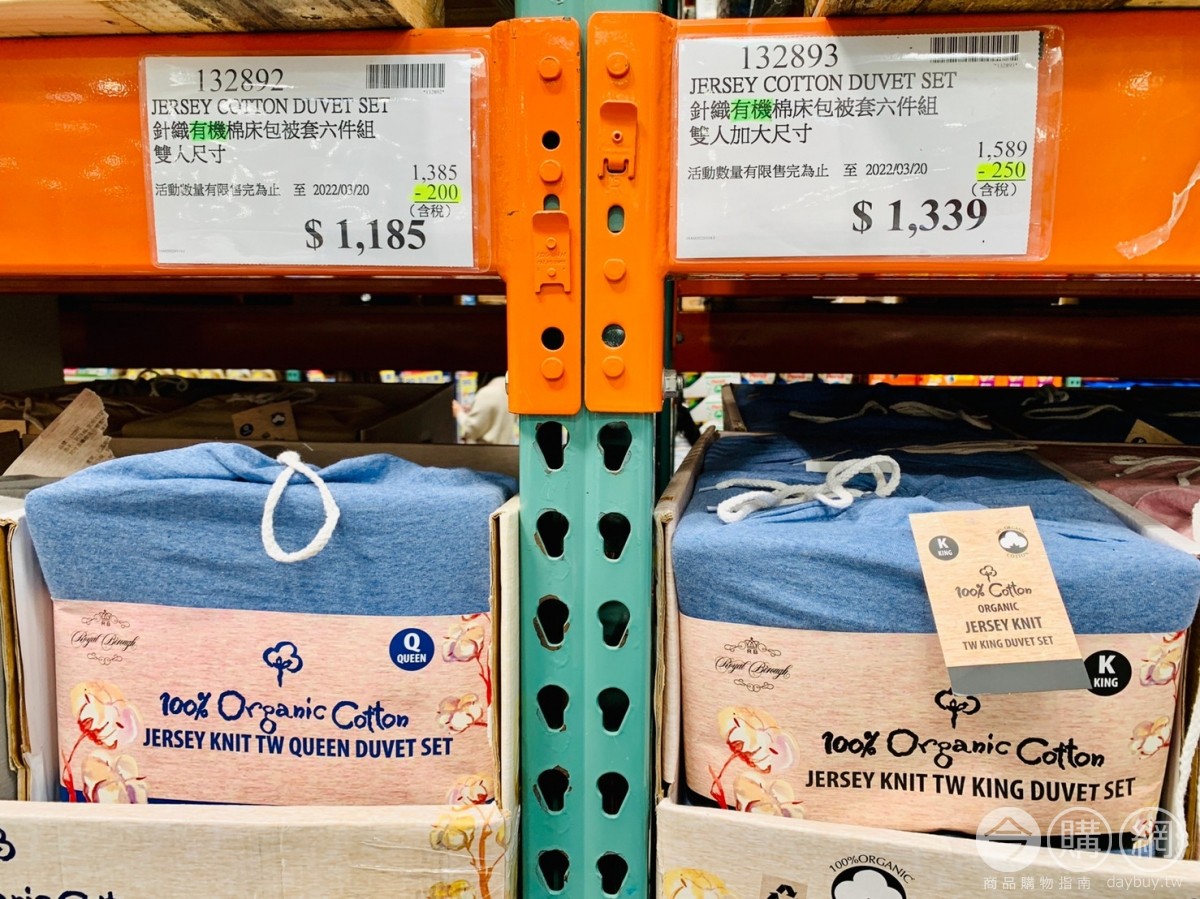 132892
*132892*
JERSEY COTTON DUVET SET
針織有機棉床包被套六件組
雙人尺寸
1,385
活動數量有限售完為止 至 2022/03/20
- 200
(含稅)
$ 1,185
132893
*132893*
JERSEY COTTON DUVET SET
針織有機棉床包被套六件組
雙人加大尺寸
1,589
活動數量有限售完為止 至 2022/03/20
- 250
(含稅)
$ 1,339
Royal Binagh
Q
QUEEN
100% Organic Cotton
JERSEY KNIT TW QUEEN DUVET SET
K
KING
100% Cotton
ORGANIC
JERSEY KNIT
TW KING DUVET SET
RB
Royal Binagh
K
KING
100% Organic Cotton
JERSEY KNIT TW KING DUVET SET
100%ORGANIC
今購網
商品購物指南 daybuy.tw